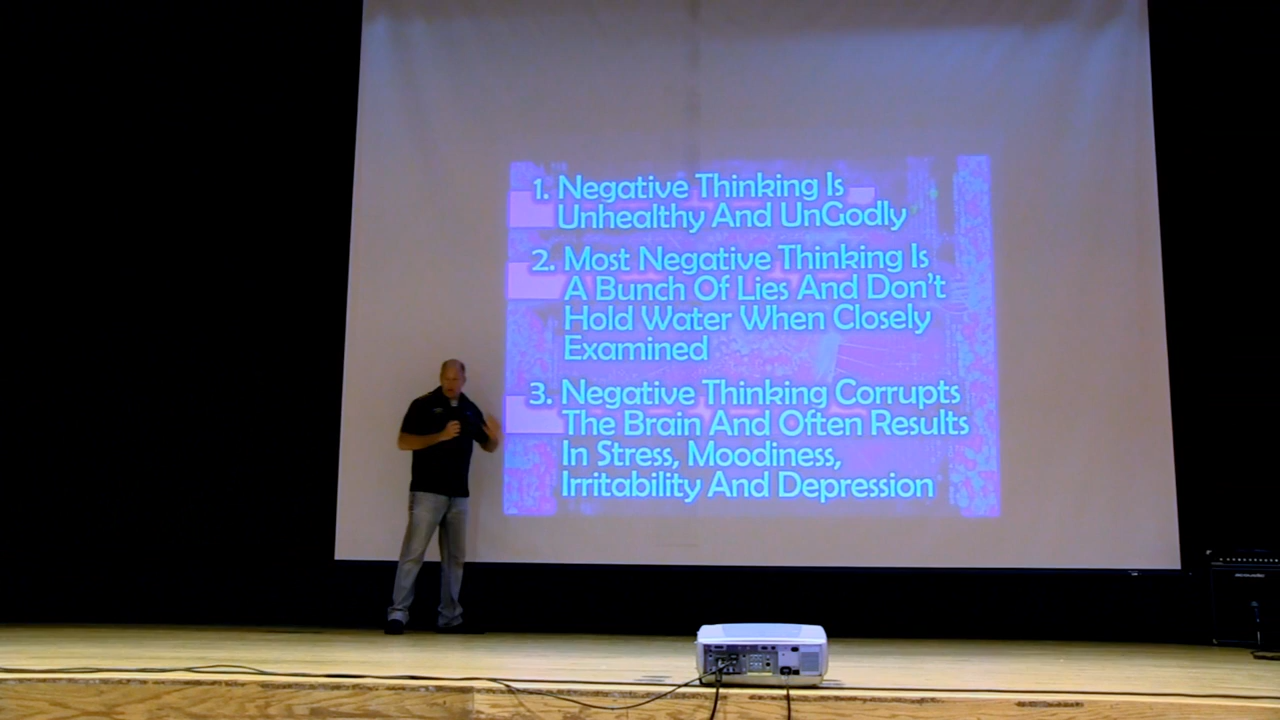 1. Negative Thinking Is
Unhealthy And UnGodly
2. Most Negative Thinking Is
A Bunch Of Lies And Don't
Hold Water When Closely
Examined
3. Negative Thinking Corrupts
The Brain And Often Results
In Stress, Moodiness,
Irritability And Depression